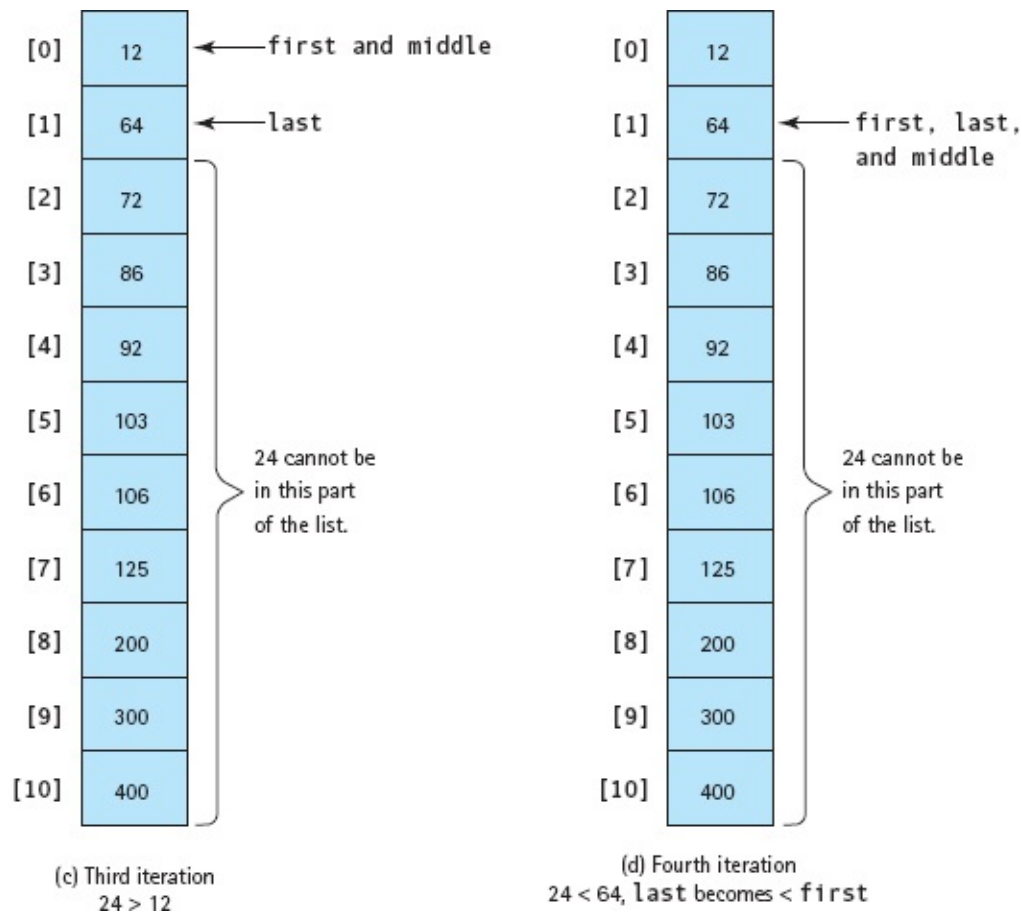 [0] 12 first and middle
[1] 64 last
[2] 72
[3] 86
[4] 92
[5] 103
[6] 106
[7] 125
[8] 200
[9] 300
[10] 400
24 cannot be
in this part
of the list.
(c) Third iteration
24 > 12
[0] 12
[1] 64 first, last,
and middle
[2] 72
[3] 86
[4] 92
[5] 103
[6] 106
[7] 125
[8] 200
[9] 300
[10] 400
24 cannot be
in this part
of the list.
(d) Fourth iteration
24 < 64, last becomes < first